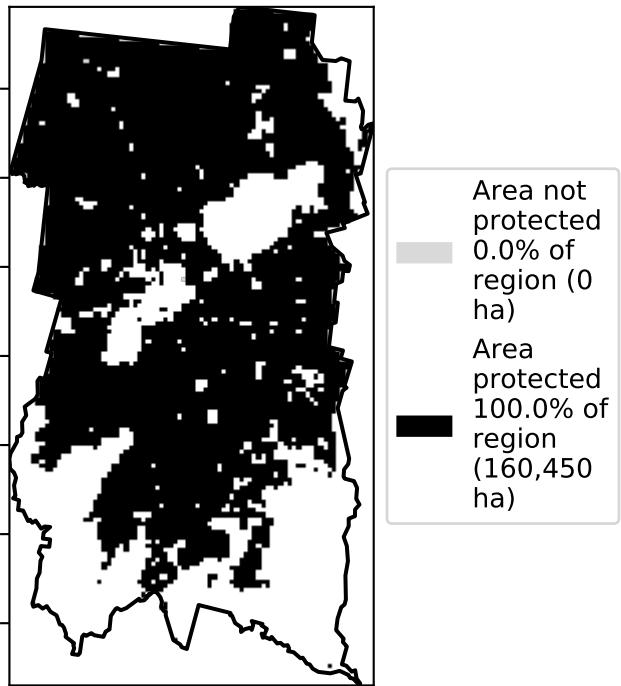 Area not
protected
0.0% of
region (0
ha)
Area
protected
100.0% of
region
(160,450
ha)